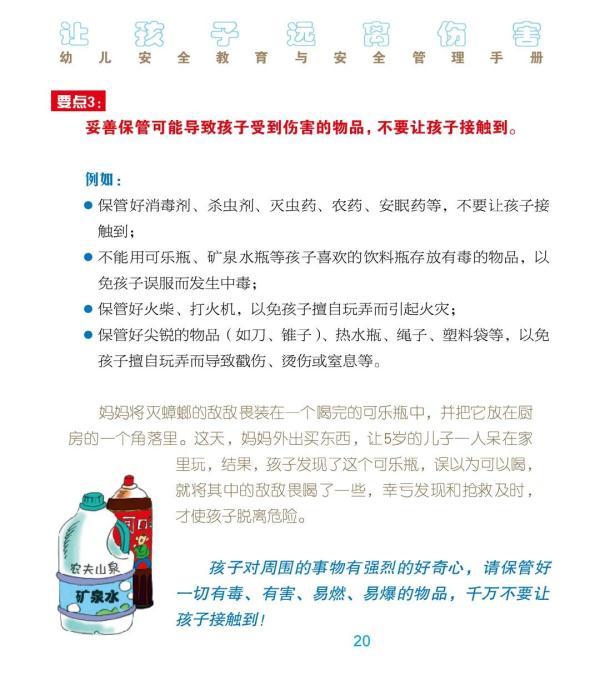 让孩子远离伤害
幼儿安全教育与安全管理手册
要点3：
妥善保管可能导致孩子受到伤害的物品，不要让孩子接触到。
例如：
●保管好消毒剂、杀虫剂、灭虫药、农药、安眠药等，不要让孩子接
触到；
●不能用可乐瓶、矿泉水瓶等孩子喜欢的饮料瓶存放有毒的物品，以
免孩子误服而发生中毒；
●保管好火柴、打火机，以免孩子擅自玩弄而引起火灾；
●保管好尖锐的物品（如刀、锥子）、热水瓶、绳子、塑料袋等，以免
孩子擅自玩弄而导致戳伤、烫伤或窒息等。
妈妈将灭蟑螂的敌敌畏装在一个喝完的可乐瓶中，并把它放在厨
房的一个角落里。这天，妈妈外出买东西，让5岁的儿子一人呆在家
里玩，结果，孩子发现了这个可乐瓶，误以为可以喝，
就将其中的敌敌畏喝了一些，幸亏发现和抢救及时，
才使孩子脱离危险。
孩子对周围的事物有强烈的好奇心，请保管好
一切有毒、有害、易燃、易爆的物品，千万不要让
孩子接触到！
可口
农夫山泉
矿泉水
20